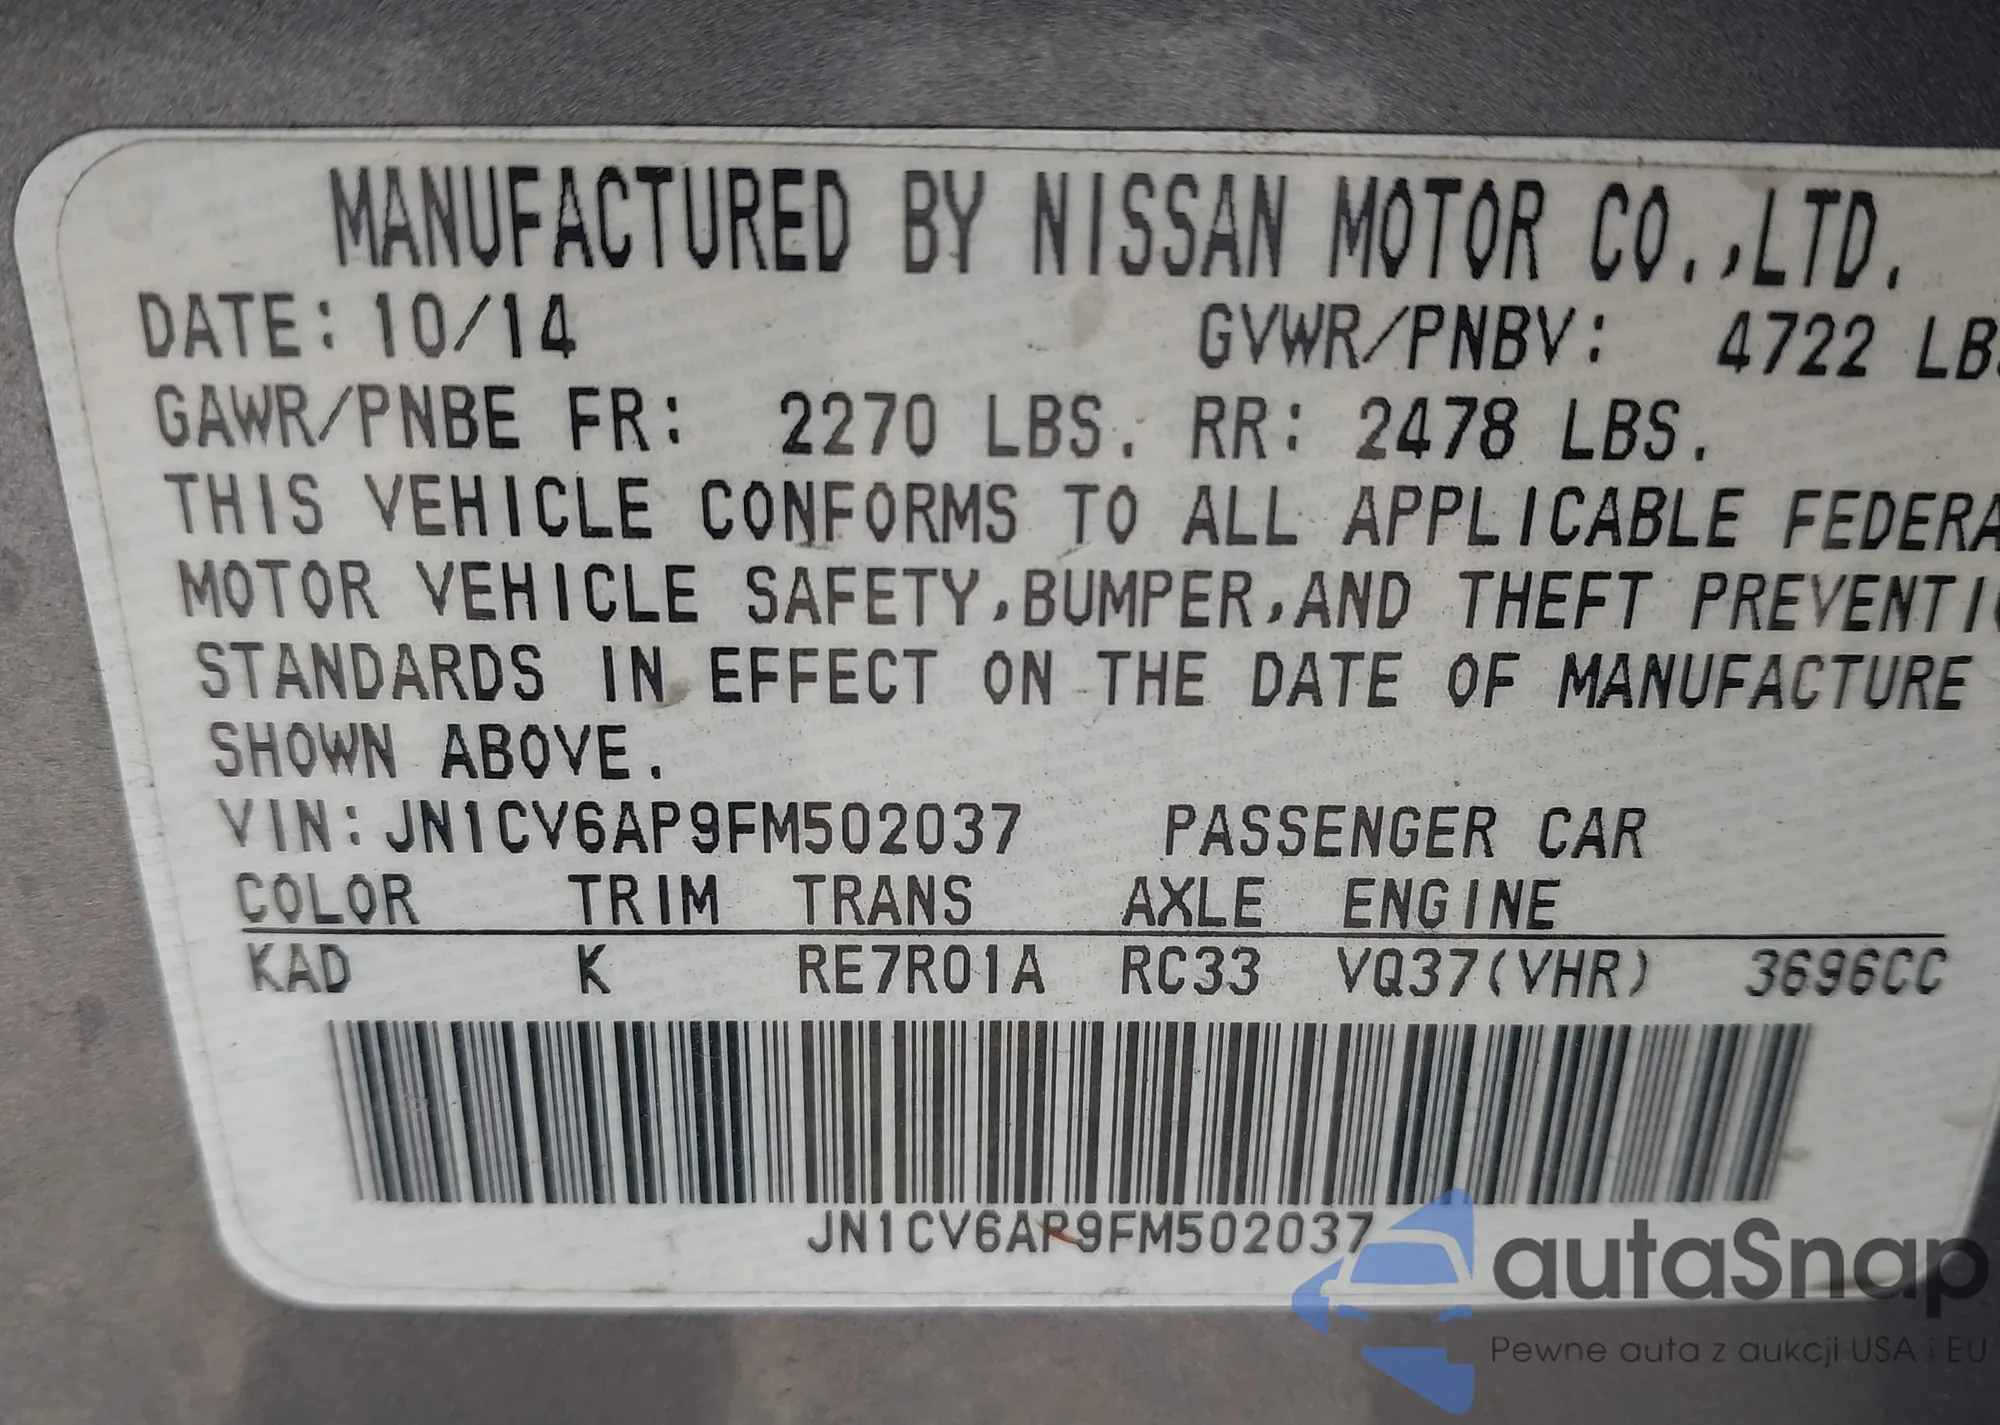 MANUFACTURED BY NISSAN MOTOR CO.,LTD.
DATE: 10/14 GVWR/PNBV: 4722 LBS
GAWR/PNBE FR: 2270 LBS. RR: 2478 LBS.
THIS VEHICLE CONFORMS TO ALL APPLICABLE FEDERA
MOTOR VEHICLE SAFETY,BUMPER,AND THEFT PREVENTI
STANDARDS IN EFFECT ON THE DATE OF MANUFACTURE
SHOWN ABOVE.
VIN: JN1CV6AP9FM502037 PASSENGER CAR
COLOR TRIM TRANS AXLE ENGINE
KAD K RE7R01A RC33 VQ37(VHR) 3696CC
JN1CV6AP9FM502037
autaSnap
Pewne auta z aukcji USA i EU